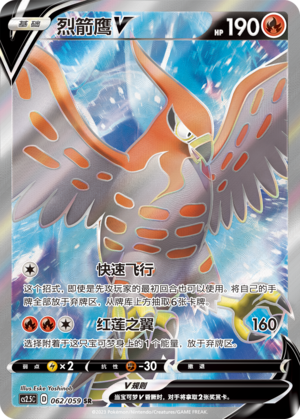 基础
烈箭鹰V
HP 190
快速飞行
这个招式,即便是先攻玩家的最初回合也可以使用。将自己的手
牌全部放于弃牌区,从牌库上方抽取6张卡牌。
红莲之翼 160
选择附着于这只宝可梦身上的1个能量,放于弃牌区。
弱点 ×2 抗性 -30 撤退
Illus. Eske Yoshinob
CS2.5C D 062/059 SR
V规则
当宝可梦V昏厥时,对手将拿取2张奖赏卡。